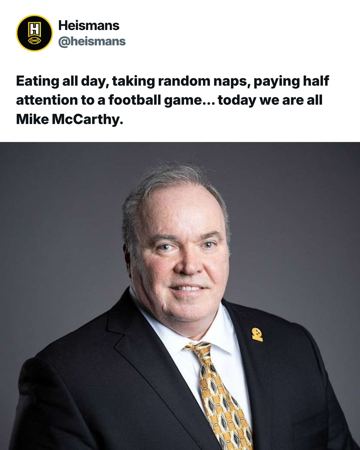 Heismans
@heismans
Eating all day, taking random naps, paying half
attention to a football game... today we are all
Mike McCarthy.
H